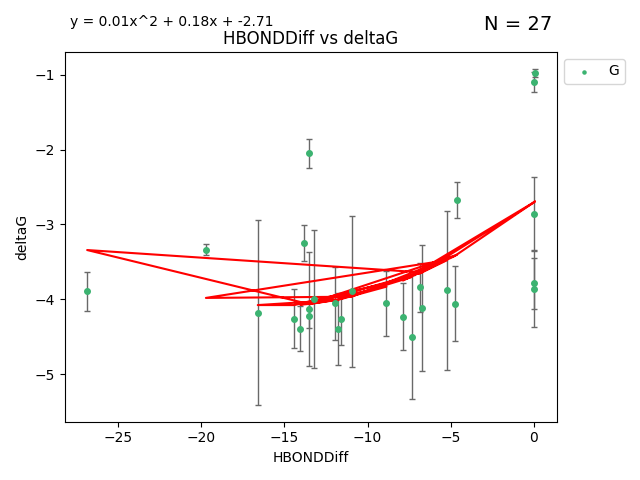 y = 0.01x^2 + 0.18x + -2.71
N = 27
HBONDDiff vs deltaG
G
−1
−2
−3
−4
−5
deltaG
−25
−20
−15
−10
−5
0
HBONDDiff